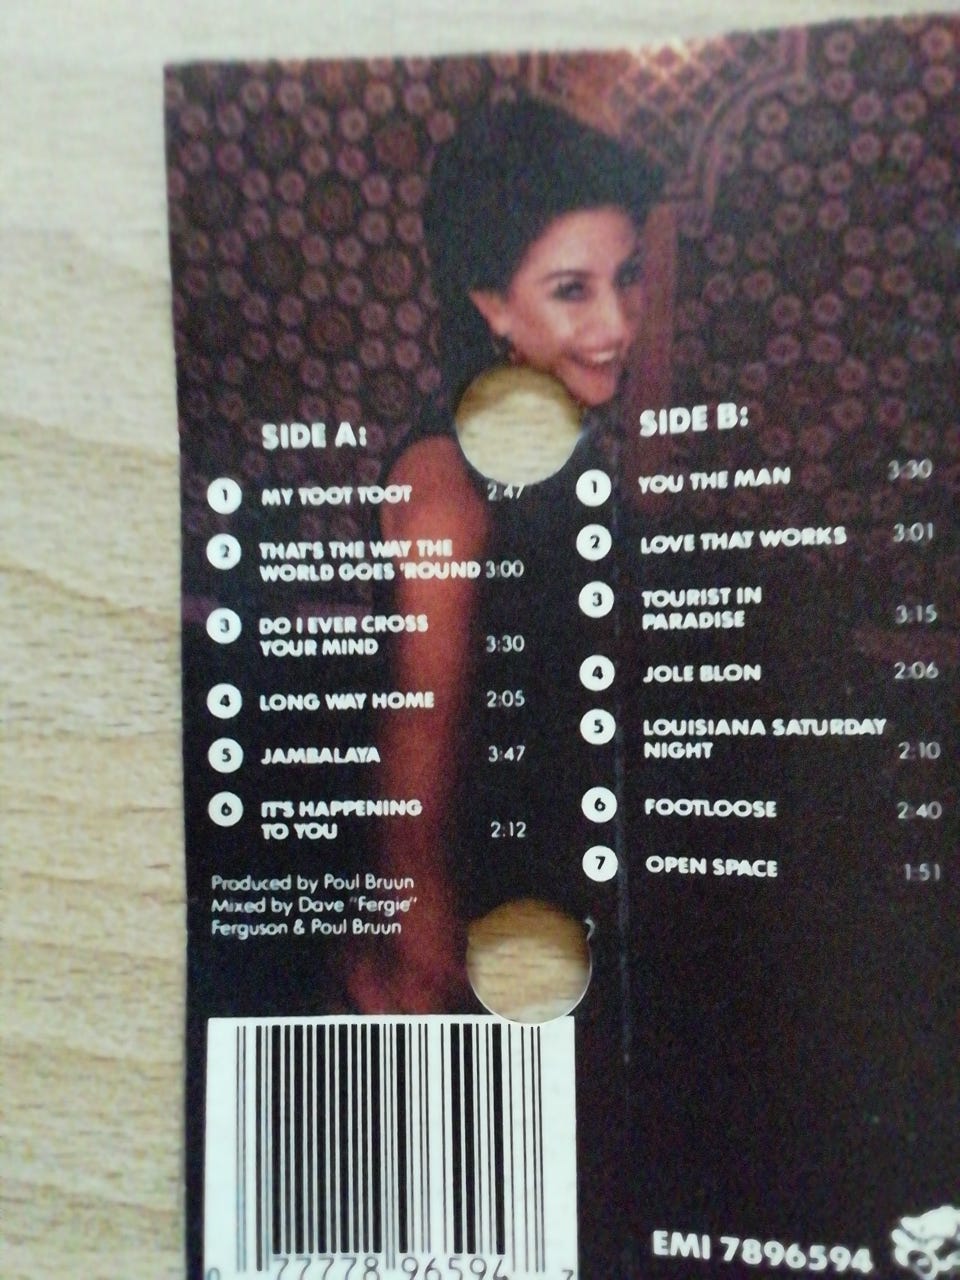 SIDE A:
1 MY TOOT TOOT 2:47
2 THAT'S THE WAY THE
WORLD GOES 'ROUND 3:00
3 DO I EVER CROSS
YOUR MIND 3:30
4 LONG WAY HOME 2:05
5 JAMBALAYA 3:47
6 IT'S HAPPENING
TO YOU 2:12
Produced by Poul Bruun
Mixed by Dave "Fergie"
Ferguson & Poul Bruun
SIDE B:
1 YOU THE MAN 3:30
2 LOVE THAT WORKS 3:01
3 TOURIST IN
PARADISE 3:15
4 JOLE BLON 2:06
5 LOUISIANA SATURDAY
NIGHT 2:10
6 FOOTLOOSE 2:40
7 OPEN SPACE 1:51
0 77778 96594 7
EMI 7896594